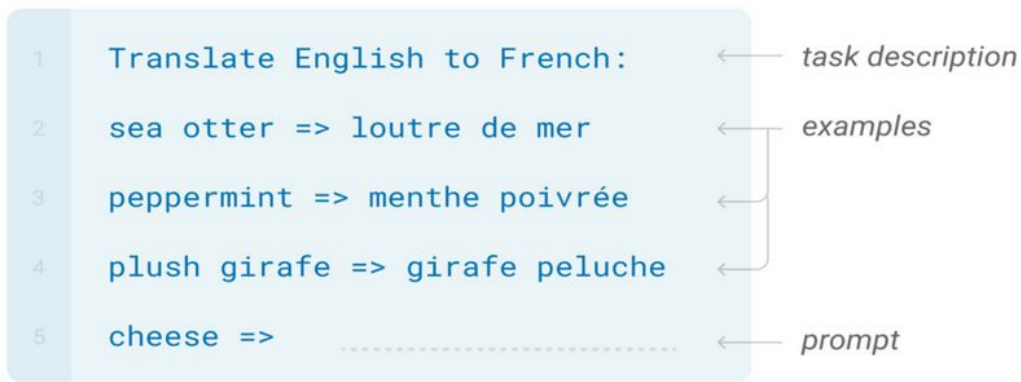 1 Translate English to French: task description
2 sea otter => loutre de mer examples
3 peppermint => menthe poivrée
4 plush girafe => girafe peluche
5 cheese => prompt